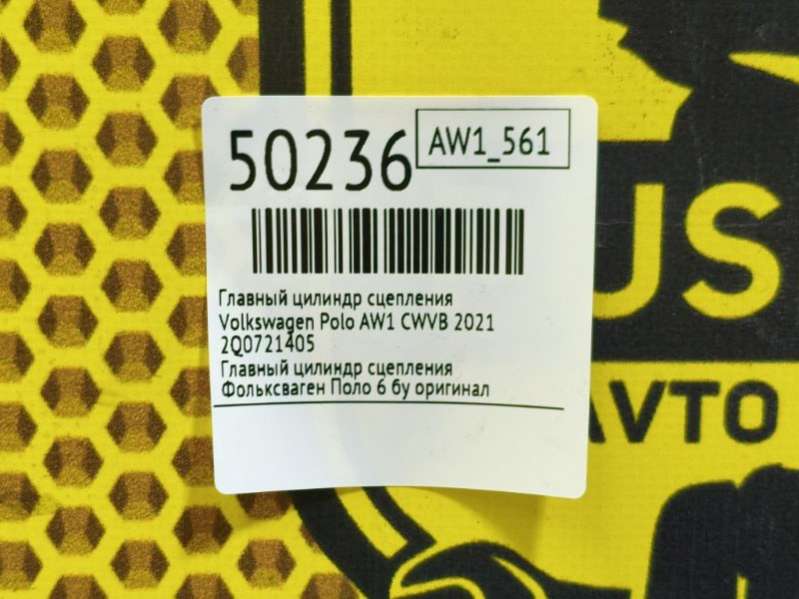 50236
AW1_561
Главный цилиндр сцепления
Volkswagen Polo AW1 CWVB 2021
2Q0721405
Главный цилиндр сцепления
Фольксваген Поло 6 бу оригинал
US
АVТО